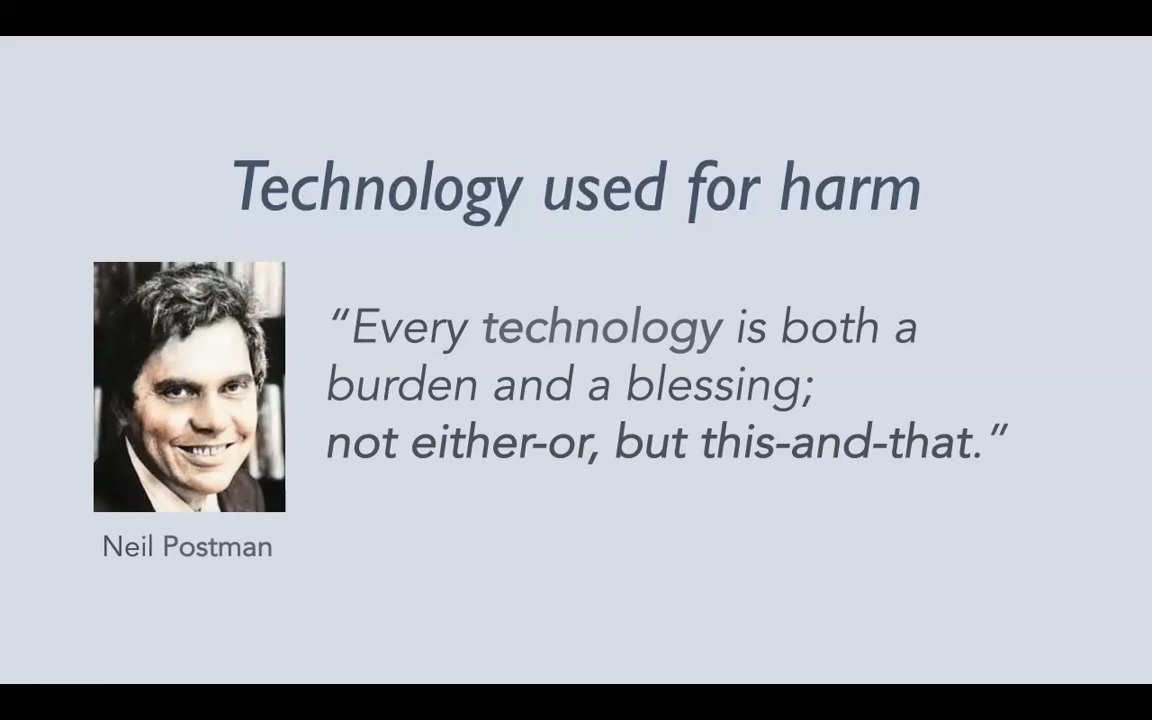 Technology used for harm
“Every technology is both a
burden and a blessing;
not either-or, but this-and-that.”
Neil Postman